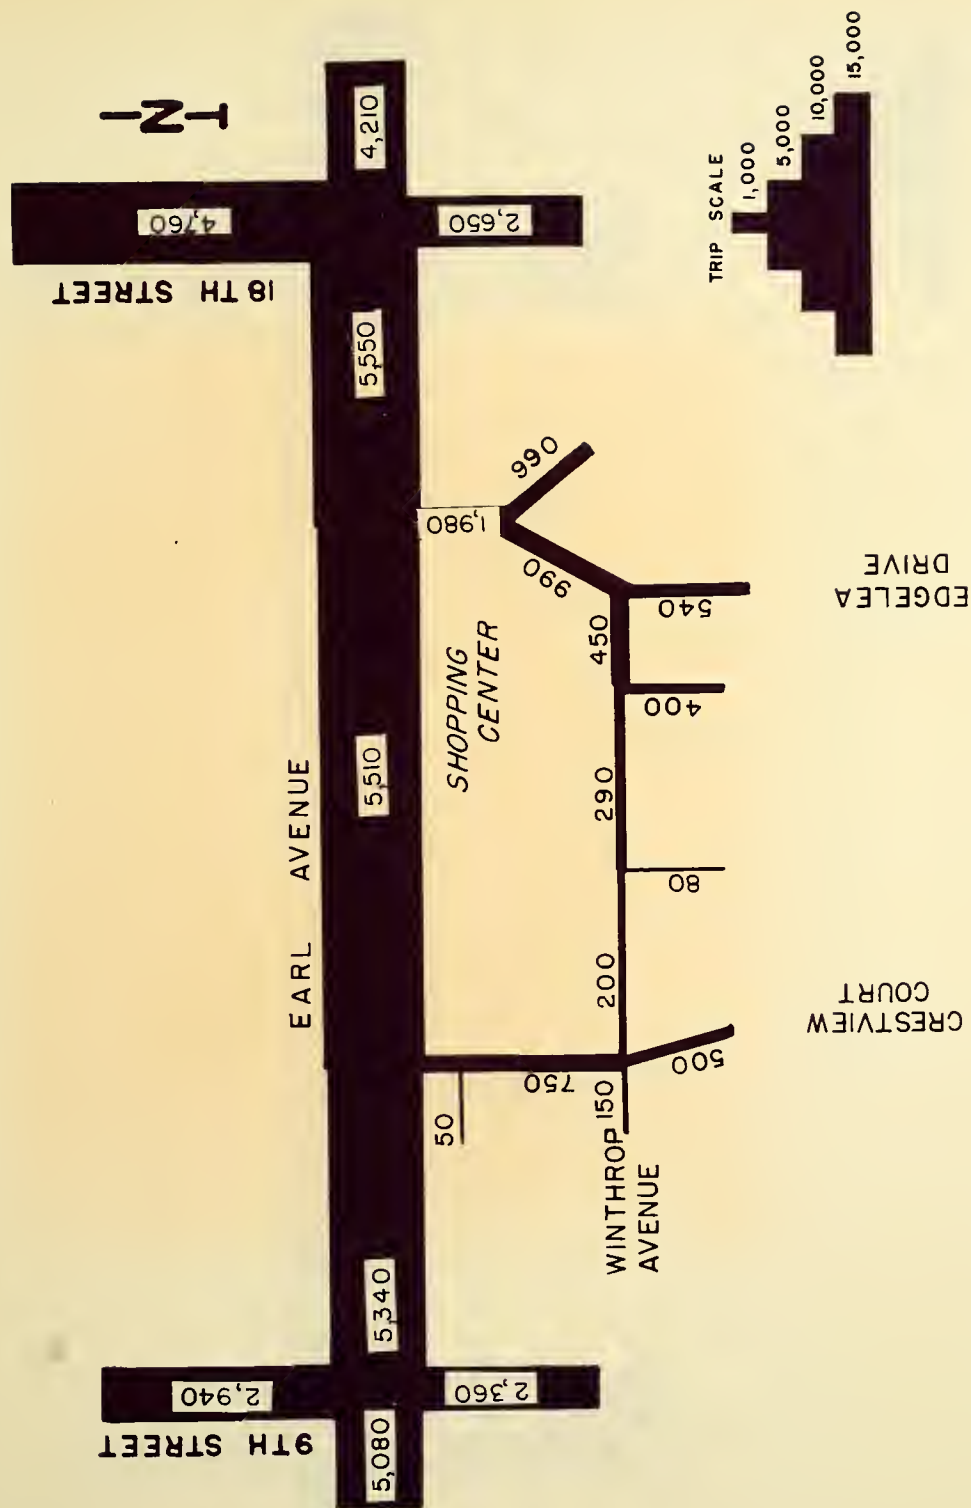 9TH STREET
18TH STREET
N
2,940
4,760
EARL AVENUE
5,080
5,340
5,510
5,550
4,210
2,360
50
1,980
2,650
SHOPPING
CENTER
750
990
990
WINTHROP
AVENUE
150
200
290
450
500
80
400
540
TRIP SCALE
1,000
5,000
10,000
15,000
CRESTVIEW
COURT
EDGELEA
DRIVE